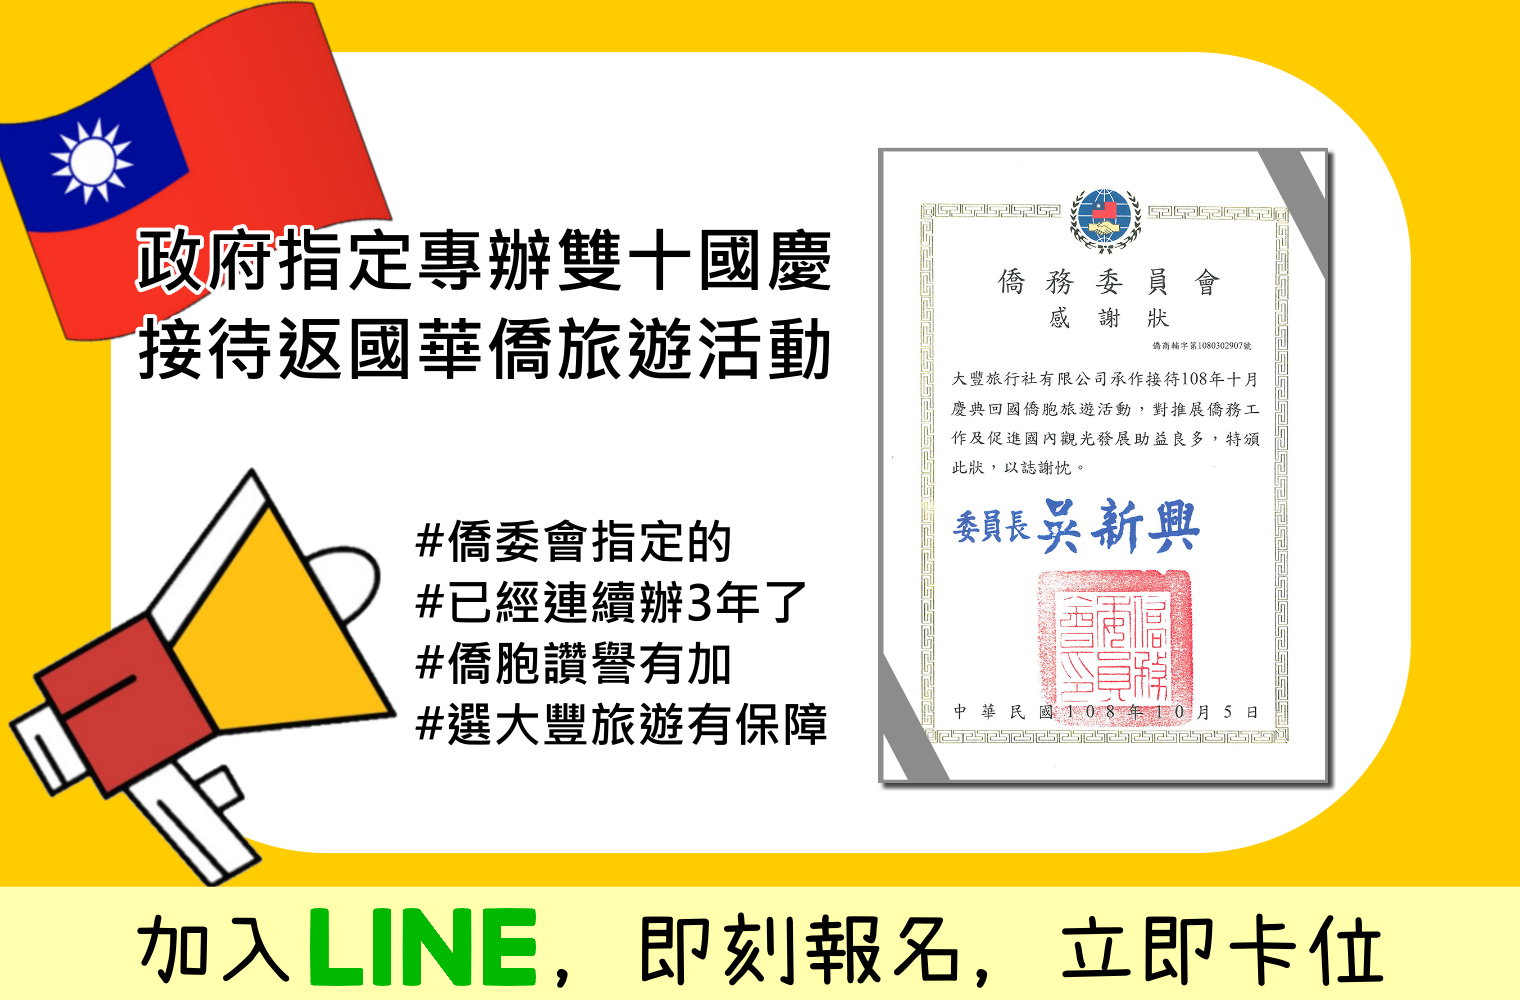 政府指定專辦雙十國慶
接待返國華僑旅遊活動
#僑委會指定的
#已經連續辦3年了
#僑胞讚譽有加
#選大豐旅遊有保障
僑務委員會
感謝狀
僑商輔字第1080302907號
大豐旅行社有限公司承作接待108年十月
慶典回國僑胞旅遊活動，對推展僑務工
作及促進國內觀光發展助益良多，特頒
此狀，以誌謝忱。
委員長吳新興
僑務委員會印
中華民國108年10月5日
加入LINE，即刻報名，立即卡位